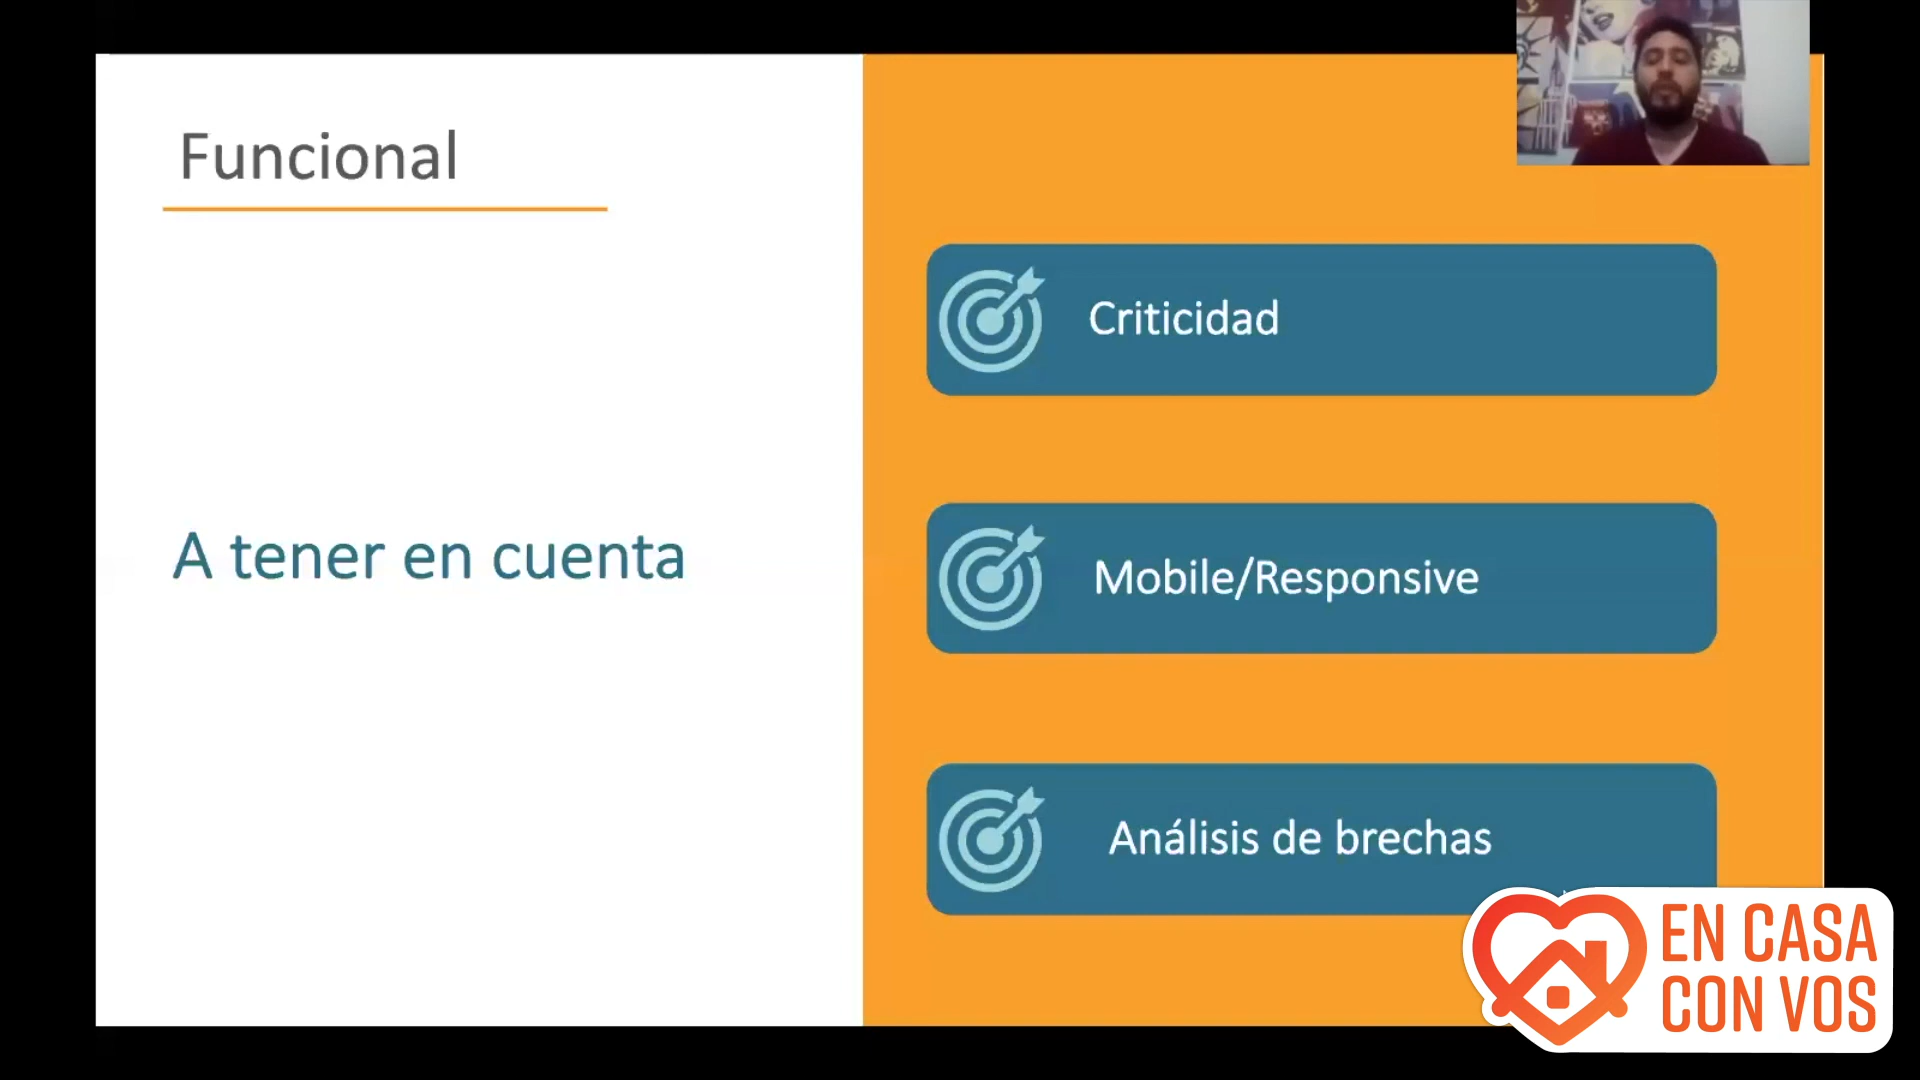 Funcional
A tener en cuenta
Criticidad
Mobile/Responsive
Análisis de brechas
EN CASA
CON VOS